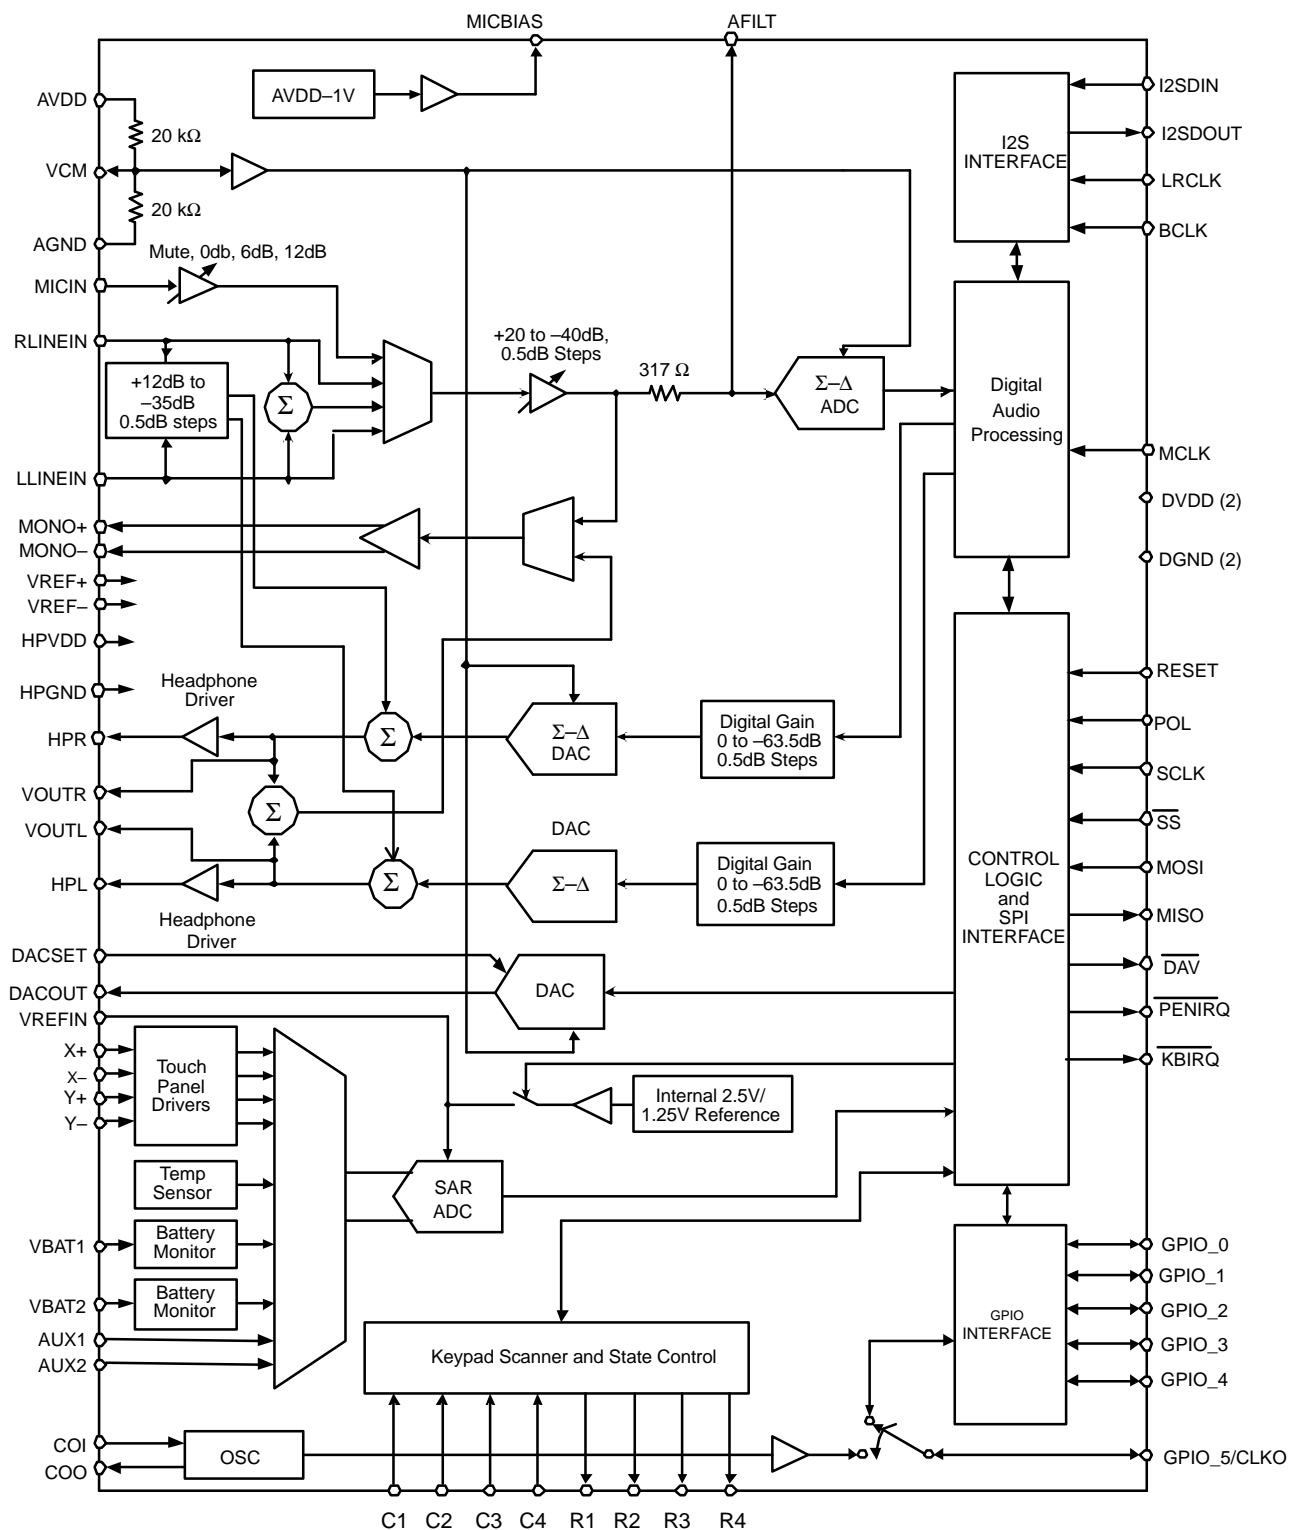 MICBIAS
AFILT
AVDD
AVDD–1V
20 kΩ
VCM
20 kΩ
AGND
Mute, 0db, 6dB, 12dB
MICIN
RLINEIN
+12dB to
–35dB
0.5dB steps
Σ
LLINEIN
+20 to –40dB,
0.5dB Steps
317 Ω
Σ–Δ
ADC
I2S
INTERFACE
I2SDIN
I2SDOUT
LRCLK
BCLK
Digital
Audio
Processing
MCLK
DVDD (2)
DGND (2)
MONO+
MONO–
VREF+
VREF–
HPVDD
HPGND
Headphone
Driver
HPR
Σ
Σ–Δ
DAC
Digital Gain
0 to –63.5dB
0.5dB Steps
VOUTR
Σ
VOUTL
HPL
Headphone
Driver
Σ
DAC
Σ–Δ
Digital Gain
0 to –63.5dB
0.5dB Steps
CONTROL
LOGIC
and
SPI
INTERFACE
RESET
POL
SCLK
SS
MOSI
MISO
DAV
PENIRQ
KBIRQ
DACSET
DACOUT
DAC
VREFIN
X+
X–
Y+
Y–
Touch
Panel
Drivers
Internal 2.5V/
1.25V Reference
Temp
Sensor
SAR
ADC
VBAT1
Battery
Monitor
VBAT2
Battery
Monitor
AUX1
AUX2
Keypad Scanner and State Control
GPIO
INTERFACE
GPIO_0
GPIO_1
GPIO_2
GPIO_3
GPIO_4
COI
COO
OSC
GPIO_5/CLKO
C1 C2 C3 C4 R1 R2 R3 R4